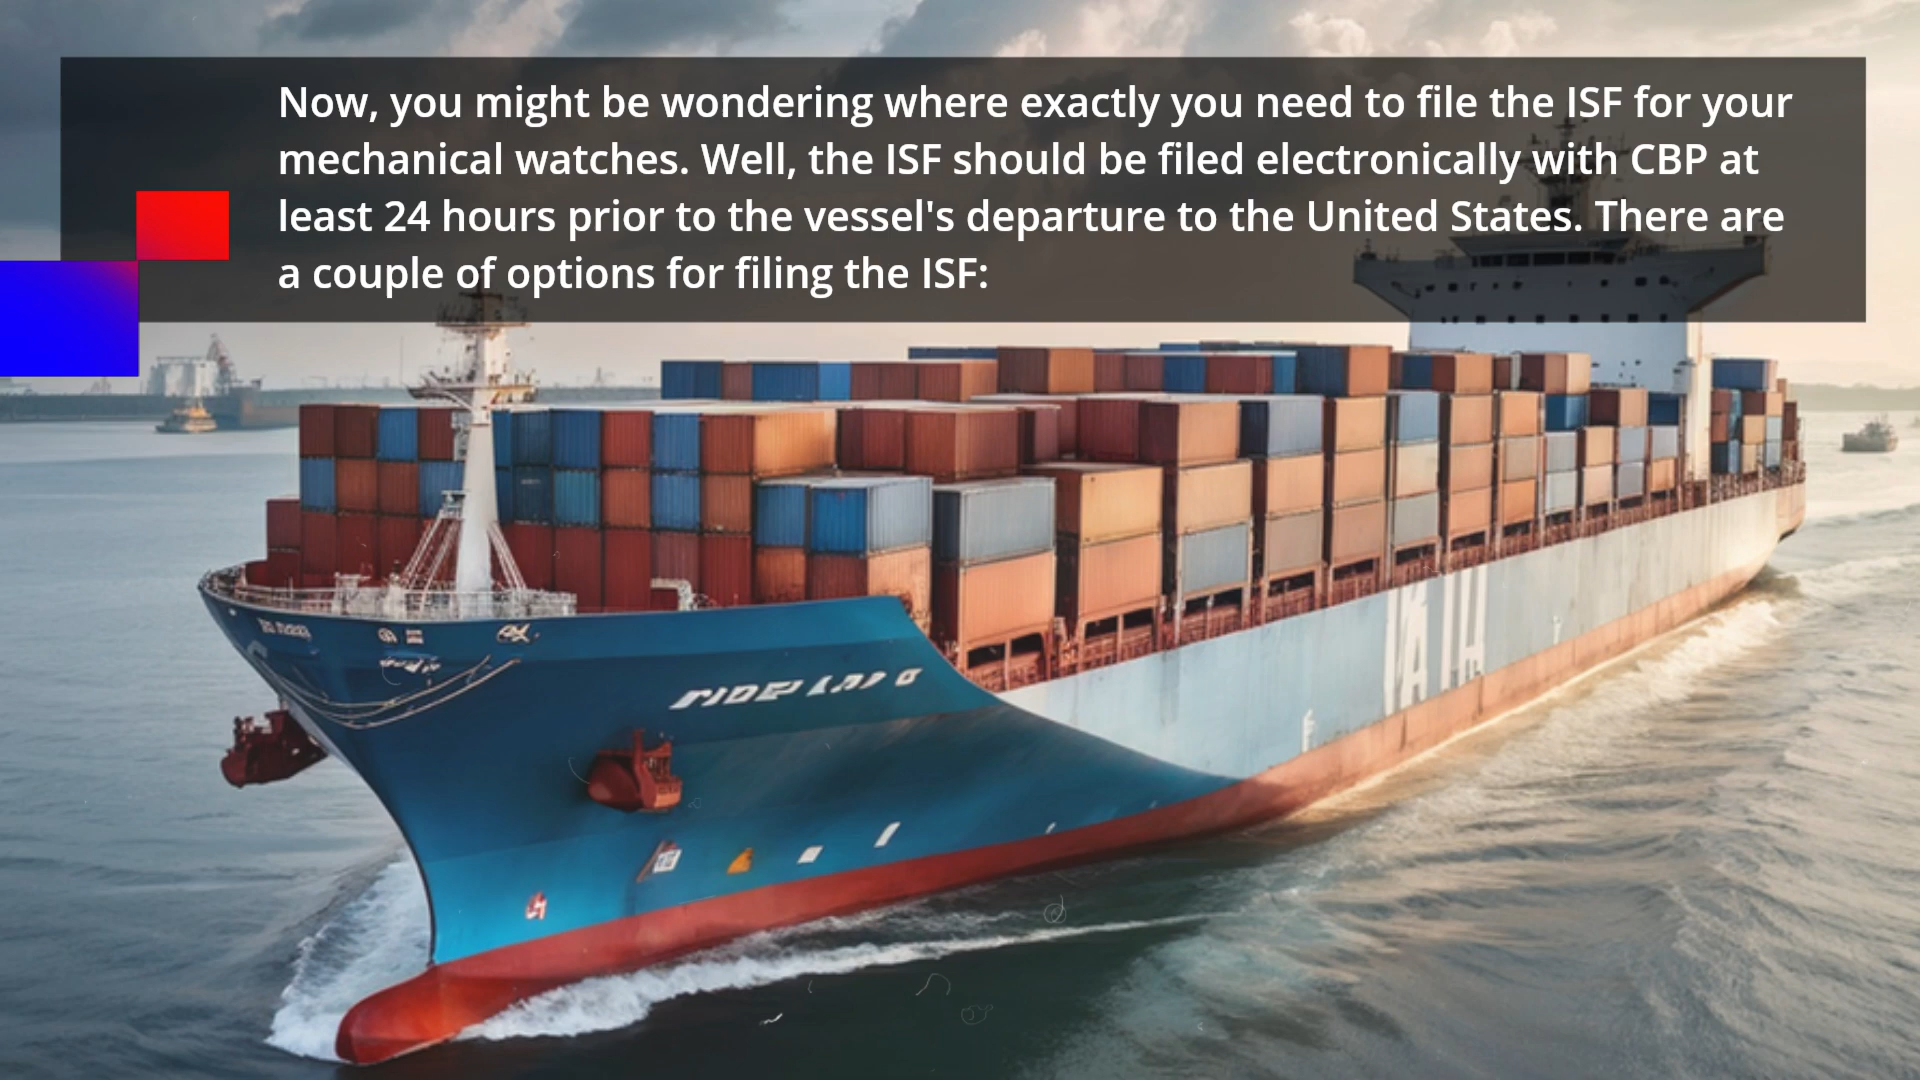 Now, you might be wondering where exactly you need to file the ISF for your
mechanical watches. Well, the ISF should be filed electronically with CBP at
least 24 hours prior to the vessel's departure to the United States. There are
a couple of options for filing the ISF: